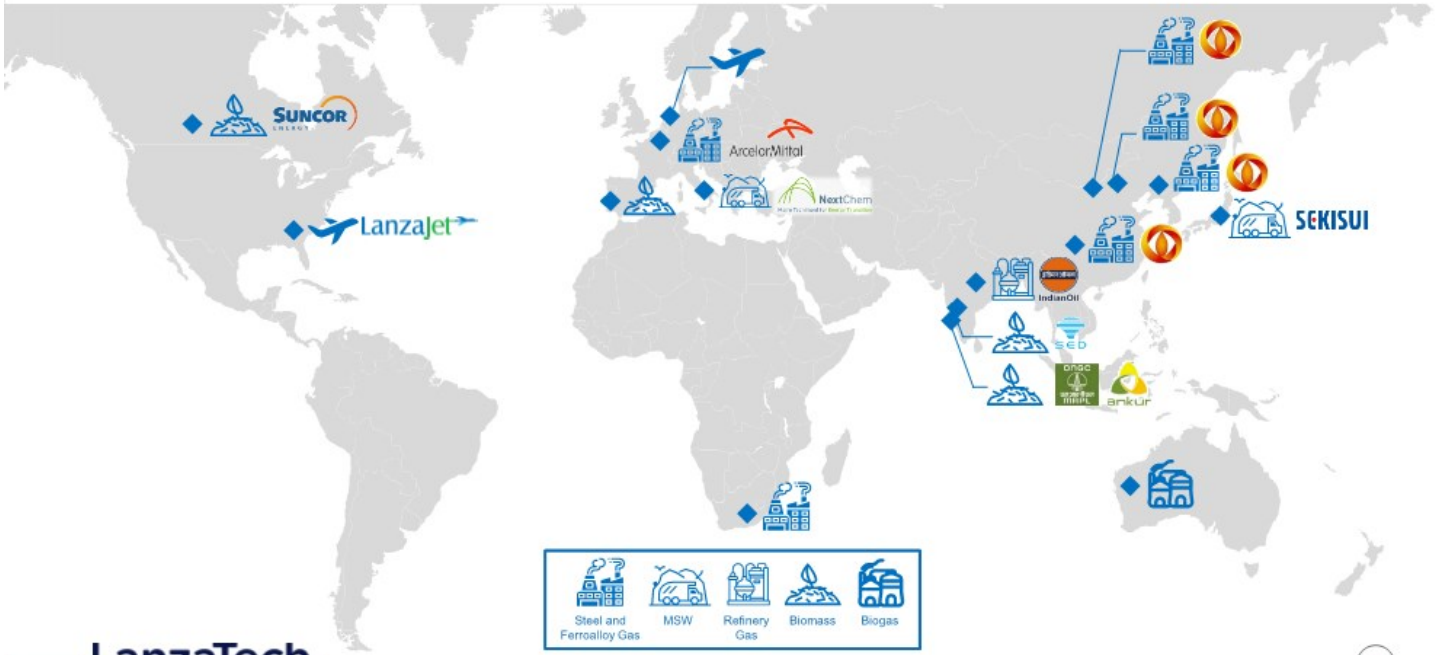 SUNCOR
ENERGY
ArcelorMittal
NextChem
LanzaJet
SEKISUI
इंडियनऑयल
IndianOil
SED
ONGC
MRPL
ankur
Steel and
Ferroalloy Gas
MSW
Refinery
Gas
Biomass
Biogas
LanzaTech